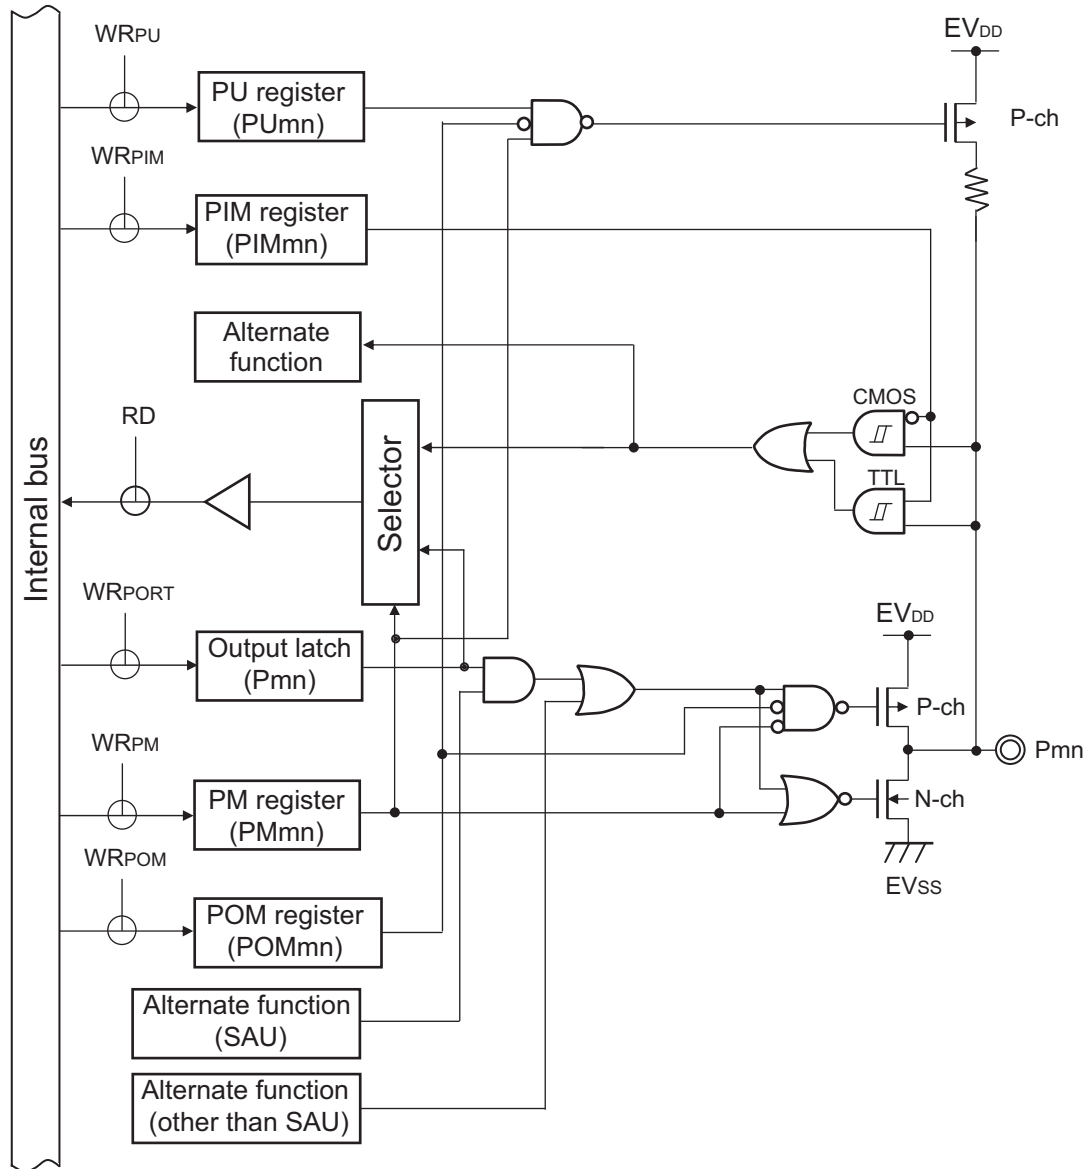 WRPU
EVDD
PU register
(PUmn)
P-ch
WRPIM
PIM register
(PIMmn)
Alternate
function
CMOS
RD
Selector
TTL
Internal bus
WRPORT
EVDD
Output latch
(Pmn)
P-ch
WRPM
Pmn
PM register
(PMmn)
N-ch
WRPOM
EVSS
POM register
(POMmn)
Alternate function
(SAU)
Alternate function
(other than SAU)